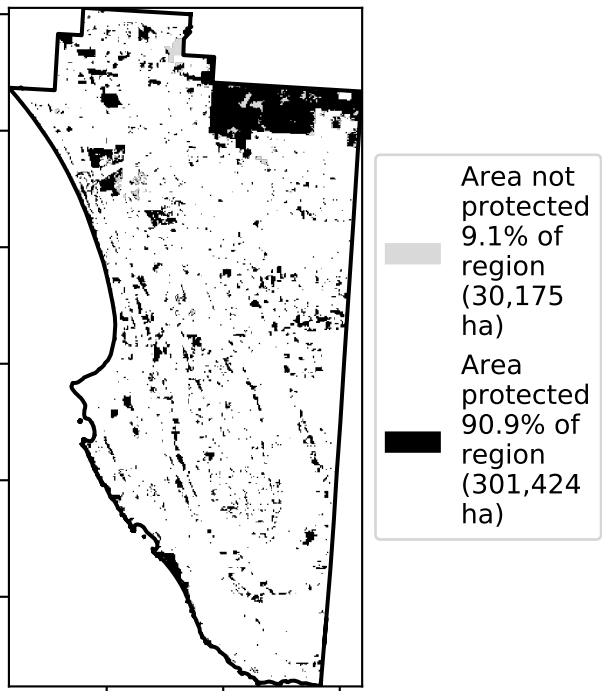 Area not
protected
9.1% of
region
(30,175
ha)
Area
protected
90.9% of
region
(301,424
ha)